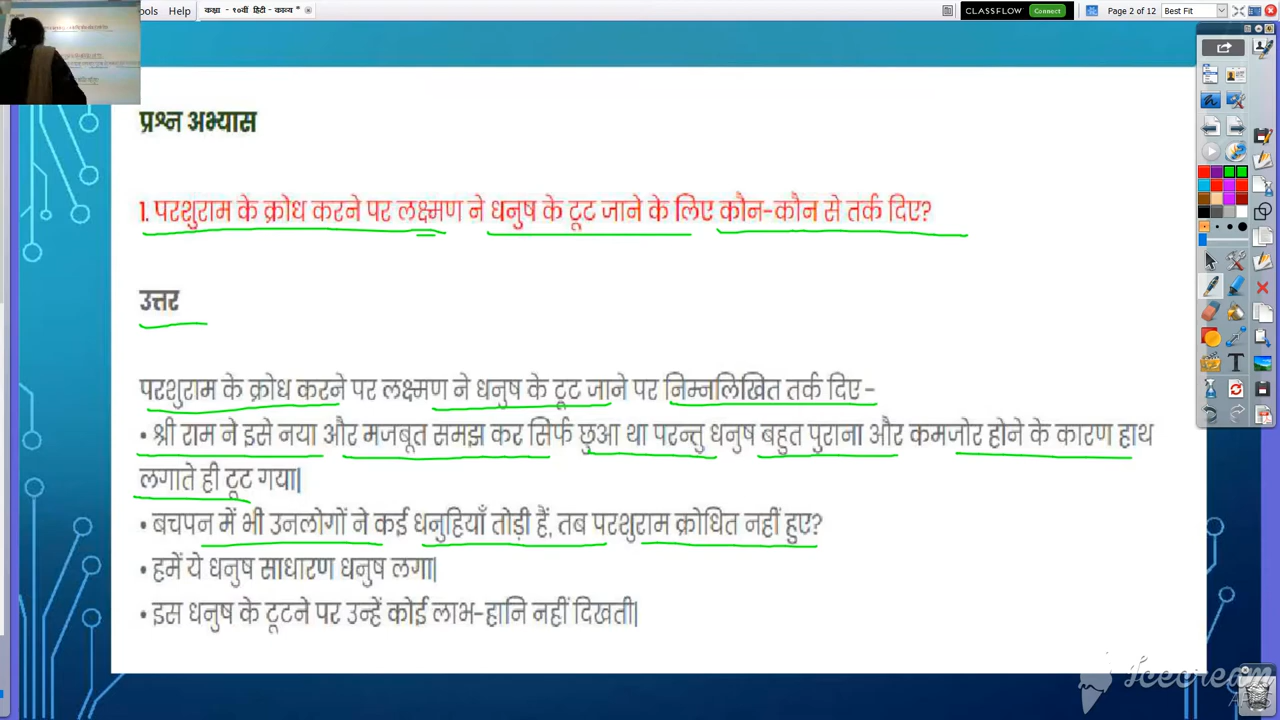 ools Help कक्षा - १०वीं हिंदी - काव्य * CLASSFLOW Connect Page 2 of 12 Best Fit
प्रश्न अभ्यास
1. परशुराम के क्रोध करने पर लक्ष्मण ने धनुष के टूट जाने के लिए कौन-कौन से तर्क दिए?
उत्तर
परशुराम के क्रोध करने पर लक्ष्मण ने धनुष के टूट जाने पर निम्नलिखित तर्क दिए -
• श्री राम ने इसे नया और मजबूत समझ कर सिर्फ छुआ था परन्तु धनुष बहुत पुराना और कमजोर होने के कारण हाथ
लगाते ही टूट गया|
• बचपन में भी उनलोगों ने कई धनुहियाँ तोड़ी हैं, तब परशुराम क्रोधित नहीं हुए?
• हमें ये धनुष साधारण धनुष लगा|
• इस धनुष के टूटने पर उन्हें कोई लाभ-हानि नहीं दिखती|
Icecream
APPS